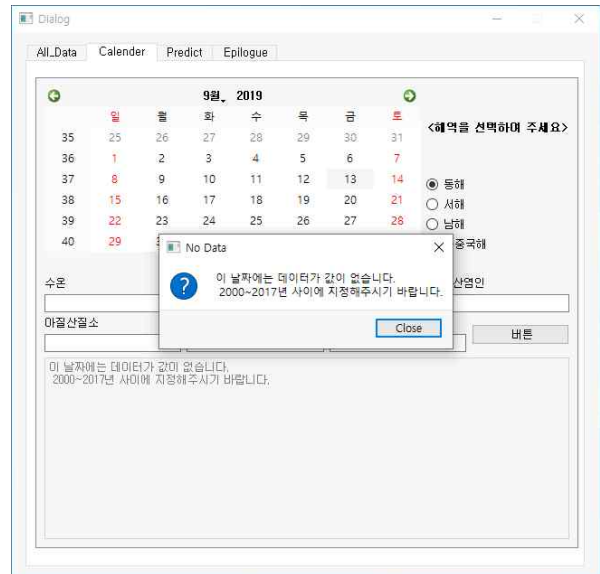 Dialog
All_Data Calender Predict Epilogue
9월, 2019
일 월 화 수 목 금 토
35 25 26 27 28 29 30 31
36 1 2 3 4 5 6 7
37 8 9 10 11 12 13 14
38 15 16 17 18 19 20 21
39 22 23 24 25 26 27 28
40 29
<해역을 선택하여 주세요>
동해
서해
남해
중국해
No Data
이 날짜에는 데이터가 값이 없습니다.
2000~2017년 사이에 지정해주시기 바랍니다.
Close
수온
산염인
아질산질소
버튼
이 날짜에는 데이터가 값이 없습니다.
2000~2017년 사이에 지정해주시기 바랍니다.